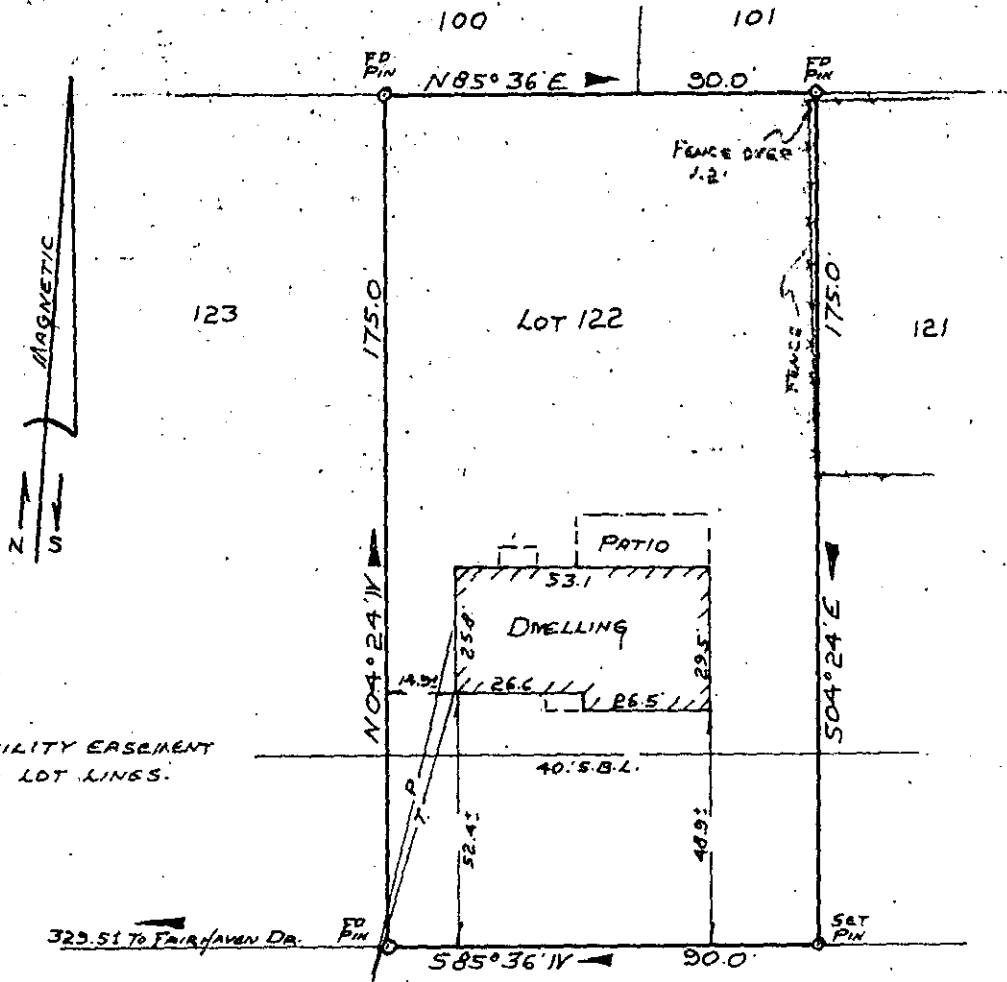 100
101
FD
PIN
N85°36'E
90.0'
FD
PIN
FENCE OVER
1.2'
MAGNETIC
175.0'
123
LOT 122
FENCE
175.0'
121
N
S
PATIO
53.1
DWELLING
25.8'
29.5'
14.9±
26.6
26.5'
N04°24'W
S04°24'E
UTILITY EASEMENT
LOT LINES.
40.'S.B.L.
P
T
52.4±
48.9±
329.5± TO FAIRHAVEN DR.
FD
PIN
SET
PIN
S85°36'W
90.0'